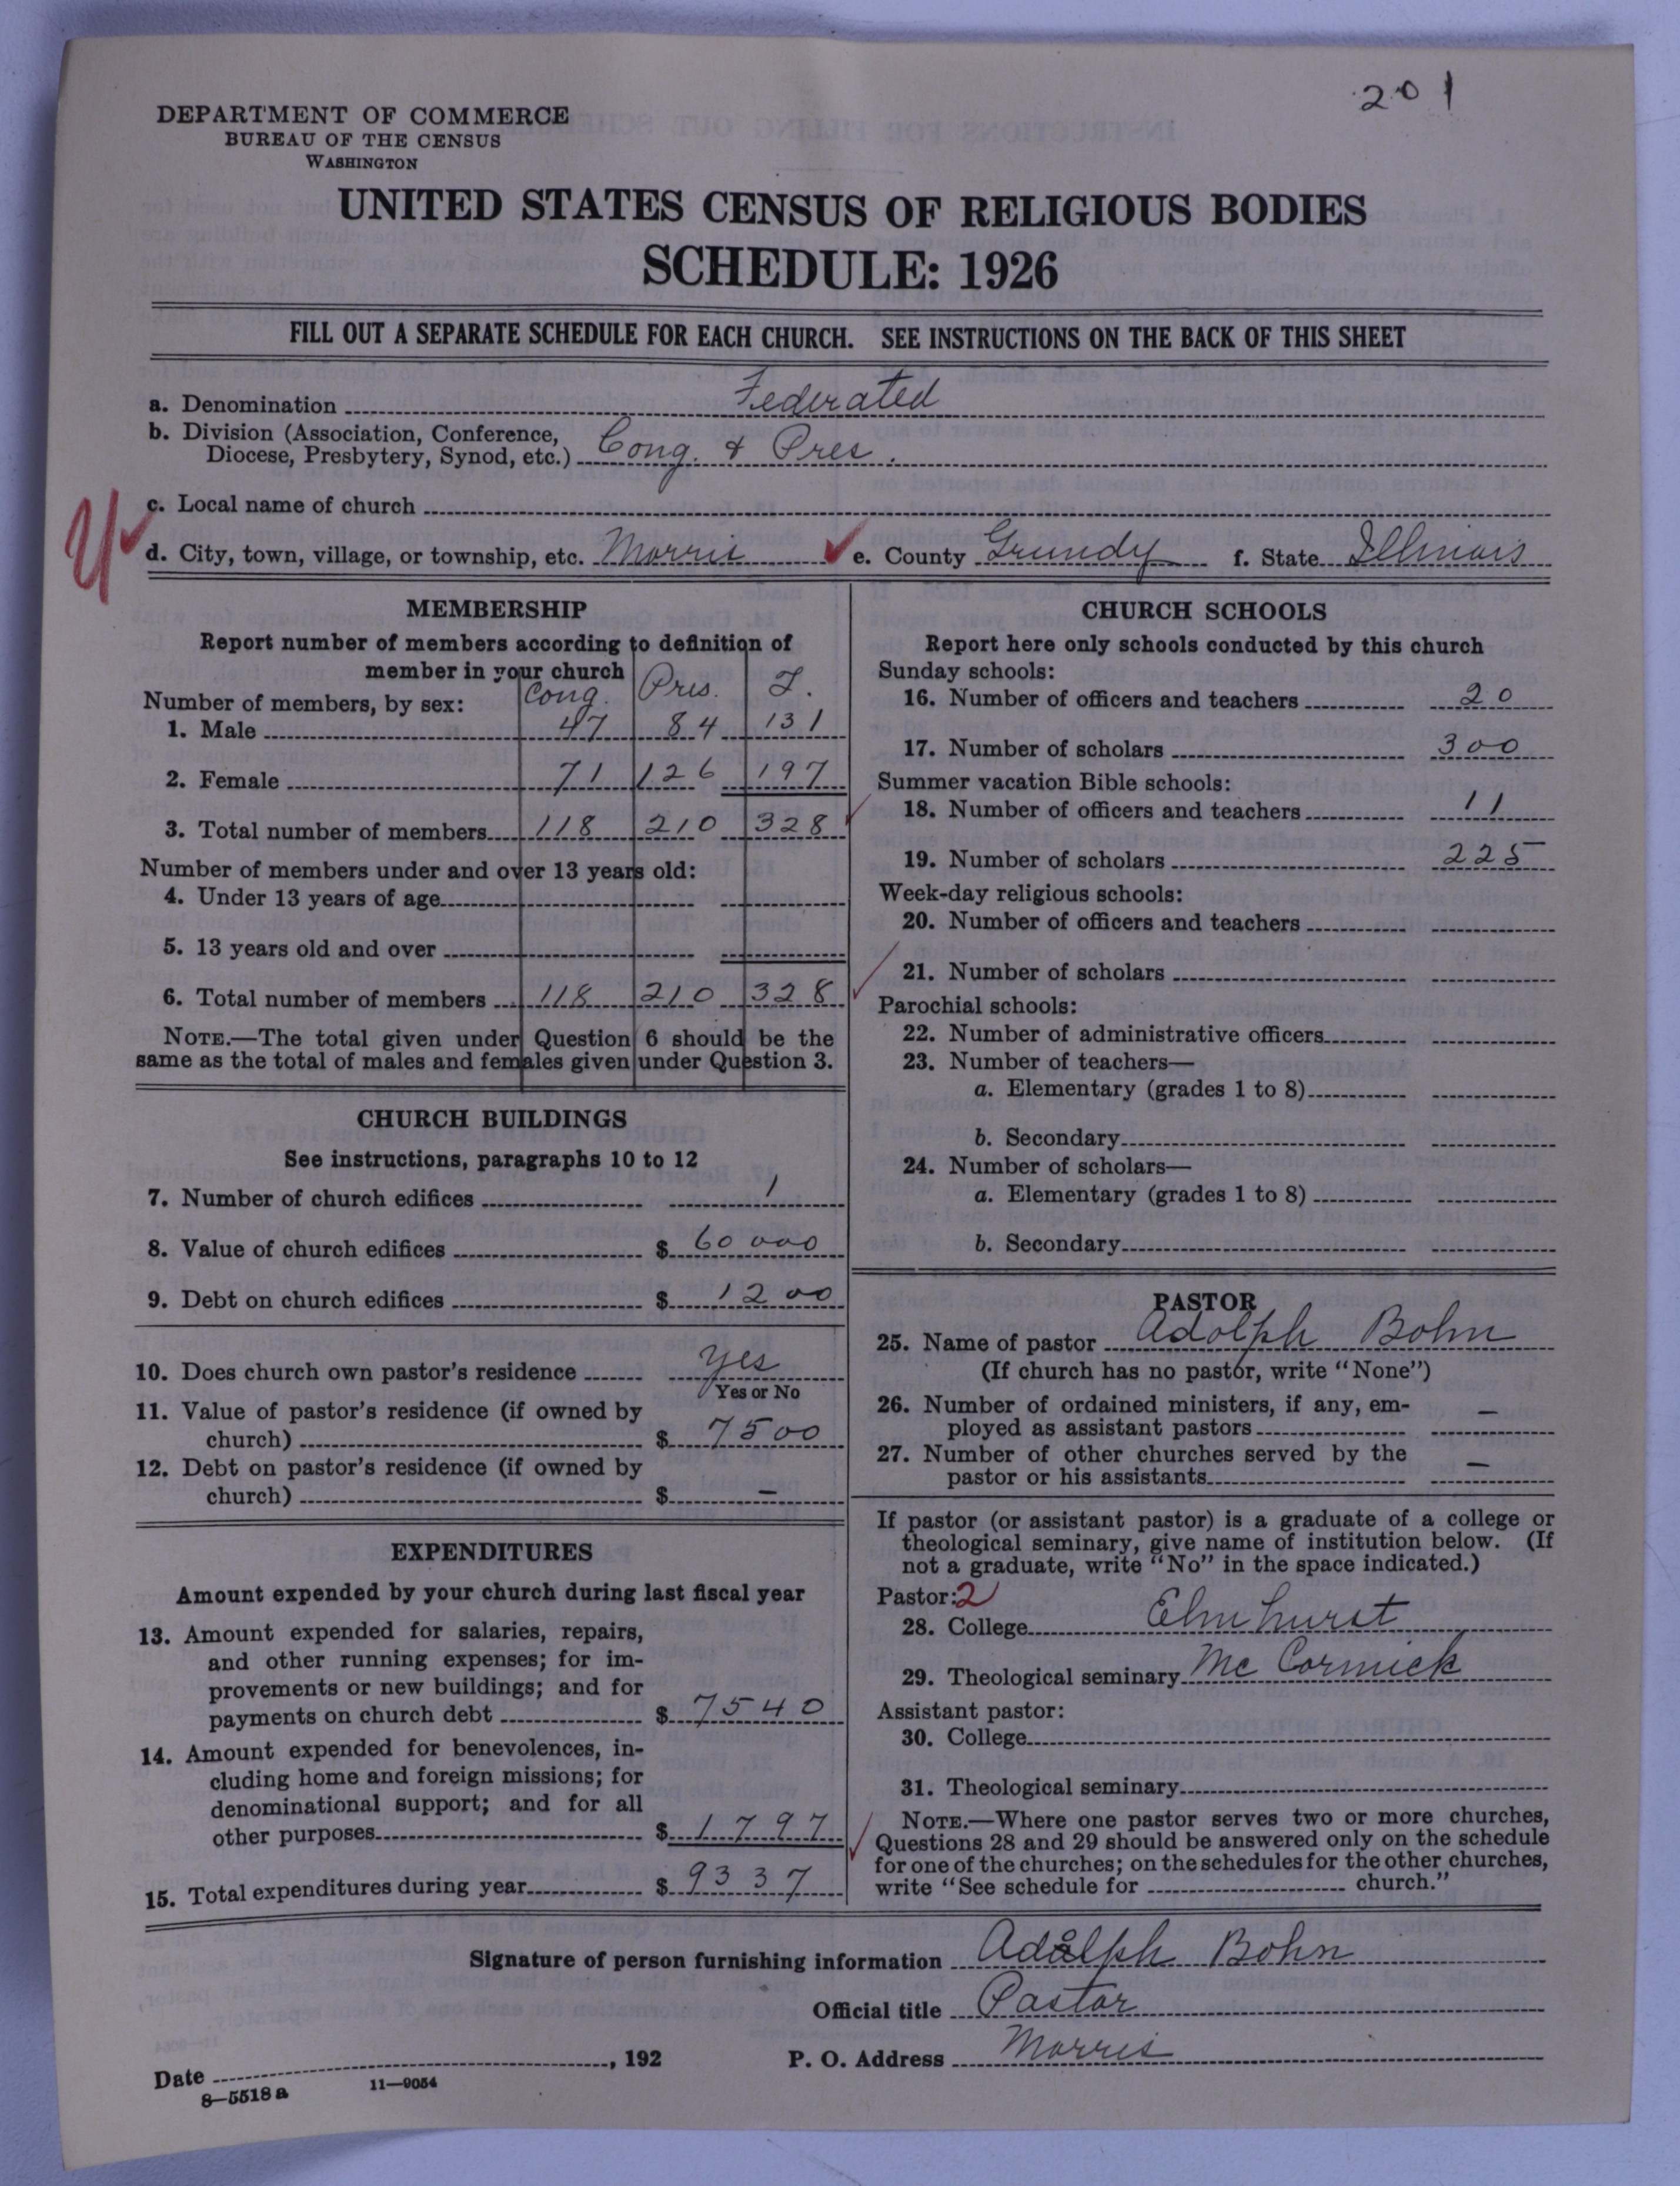 201
DEPARTMENT OF COMMERCE
BUREAU OF THE CENSUS
WASHINGTON
UNITED STATES CENSUS OF RELIGIOUS BODIES
SCHEDULE: 1926
FILL OUT A SEPARATE SCHEDULE FOR EACH CHURCH. SEE INSTRUCTIONS ON THE BACK OF THIS SHEET
a. Denomination Federated
b. Division (Association, Conference,
Diocese, Presbytery, Synod, etc.) Cong. & Pres.
c. Local name of church
d. City, town, village, or township, etc. Morris e. County Grundy f. State Illinois
MEMBERSHIP
Report number of members according to definition of
member in your church
Number of members, by sex: Cong. Pres. F.
1. Male 47 84 131
2. Female 71 126 197
3. Total number of members 118 210 328
Number of members under and over 13 years old:
4. Under 13 years of age
5. 13 years old and over
6. Total number of members 118 210 328
NOTE.—The total given under Question 6 should be the
same as the total of males and females given under Question 3.
CHURCH BUILDINGS
See instructions, paragraphs 10 to 12
7. Number of church edifices 1
8. Value of church edifices $ 60000
9. Debt on church edifices $ 1200
10. Does church own pastor's residence Yes
Yes or No
11. Value of pastor's residence (if owned by
church) $ 7500
12. Debt on pastor's residence (if owned by
church) $ –
EXPENDITURES
Amount expended by your church during last fiscal year
13. Amount expended for salaries, repairs,
and other running expenses; for im-
provements or new buildings; and for
payments on church debt $ 7540
14. Amount expended for benevolences, in-
cluding home and foreign missions; for
denominational support; and for all
other purposes $ 1797
15. Total expenditures during year $ 9337
CHURCH SCHOOLS
Report here only schools conducted by this church
Sunday schools:
16. Number of officers and teachers 20
17. Number of scholars 300
Summer vacation Bible schools:
18. Number of officers and teachers 11
19. Number of scholars 225
Week-day religious schools:
20. Number of officers and teachers
21. Number of scholars
Parochial schools:
22. Number of administrative officers
23. Number of teachers—
a. Elementary (grades 1 to 8)
b. Secondary
24. Number of scholars—
a. Elementary (grades 1 to 8)
b. Secondary
PASTOR
25. Name of pastor Adolph Bohn
(If church has no pastor, write "None")
26. Number of ordained ministers, if any, em-
ployed as assistant pastors –
27. Number of other churches served by the
pastor or his assistants –
If pastor (or assistant pastor) is a graduate of a college or
theological seminary, give name of institution below. (If
not a graduate, write "No" in the space indicated.)
Pastor: 2
28. College Elmhurst
29. Theological seminary Mc Cormick
Assistant pastor:
30. College
31. Theological seminary
NOTE.—Where one pastor serves two or more churches,
Questions 28 and 29 should be answered only on the schedule
for one of the churches; on the schedules for the other churches,
write "See schedule for church."
Signature of person furnishing information Adolph Bohn
Official title Pastor
Date , 192 P. O. Address Morris
8—5518 a 11—9054